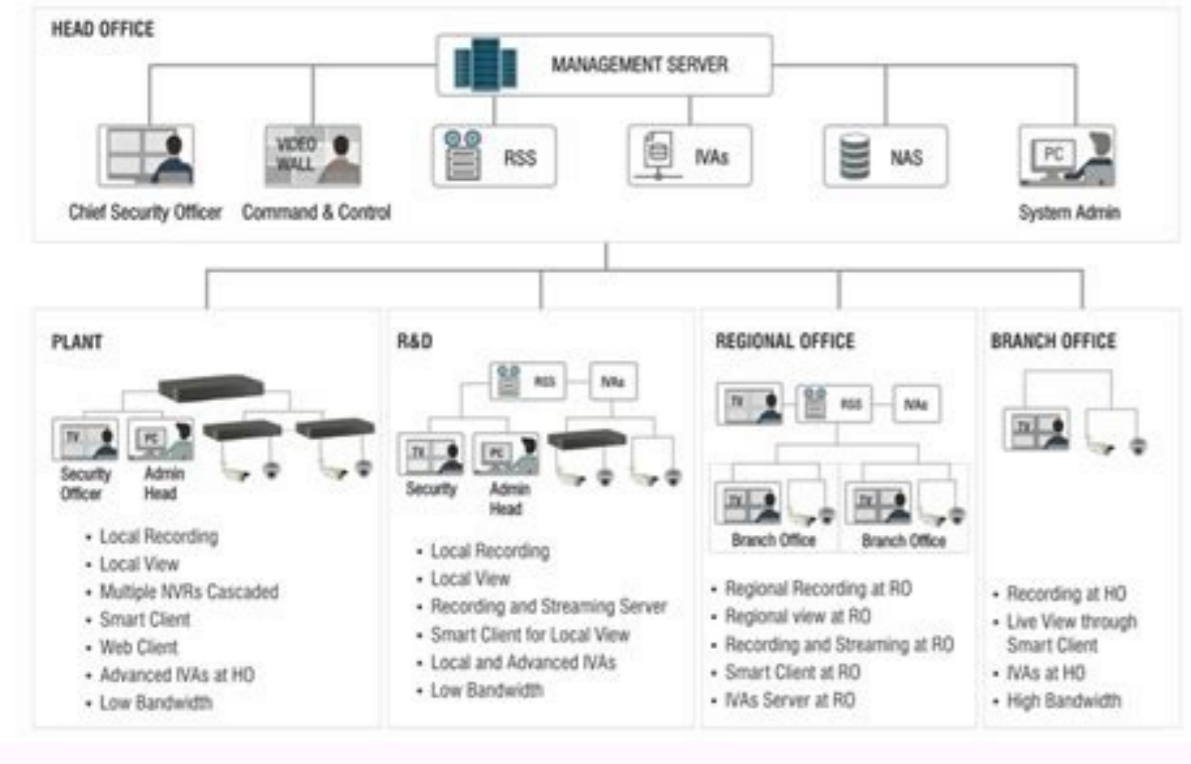 HEAD OFFICE
MANAGEMENT SERVER
VIDEO
WALL
RSS
IVAs
NAS
PC
Chief Security Officer
Command & Control
System Admin
PLANT
TV
PC
Security
Officer
Admin
Head
• Local Recording
• Local View
• Multiple NVRs Cascaded
• Smart Client
• Web Client
• Advanced IVAs at HO
• Low Bandwidth
R&D
RSS
IVAs
TV
PC
Security
Admin
Head
• Local Recording
• Local View
• Recording and Streaming Server
• Smart Client for Local View
• Local and Advanced IVAs
• Low Bandwidth
REGIONAL OFFICE
TV
RSS
IVAs
TV
TV
Branch Office
Branch Office
• Regional Recording at RO
• Regional view at RO
• Recording and Streaming at RO
• Smart Client at RO
• IVAs Server at RO
BRANCH OFFICE
TV
• Recording at HO
• Live View through
Smart Client
• IVAs at HO
• High Bandwidth